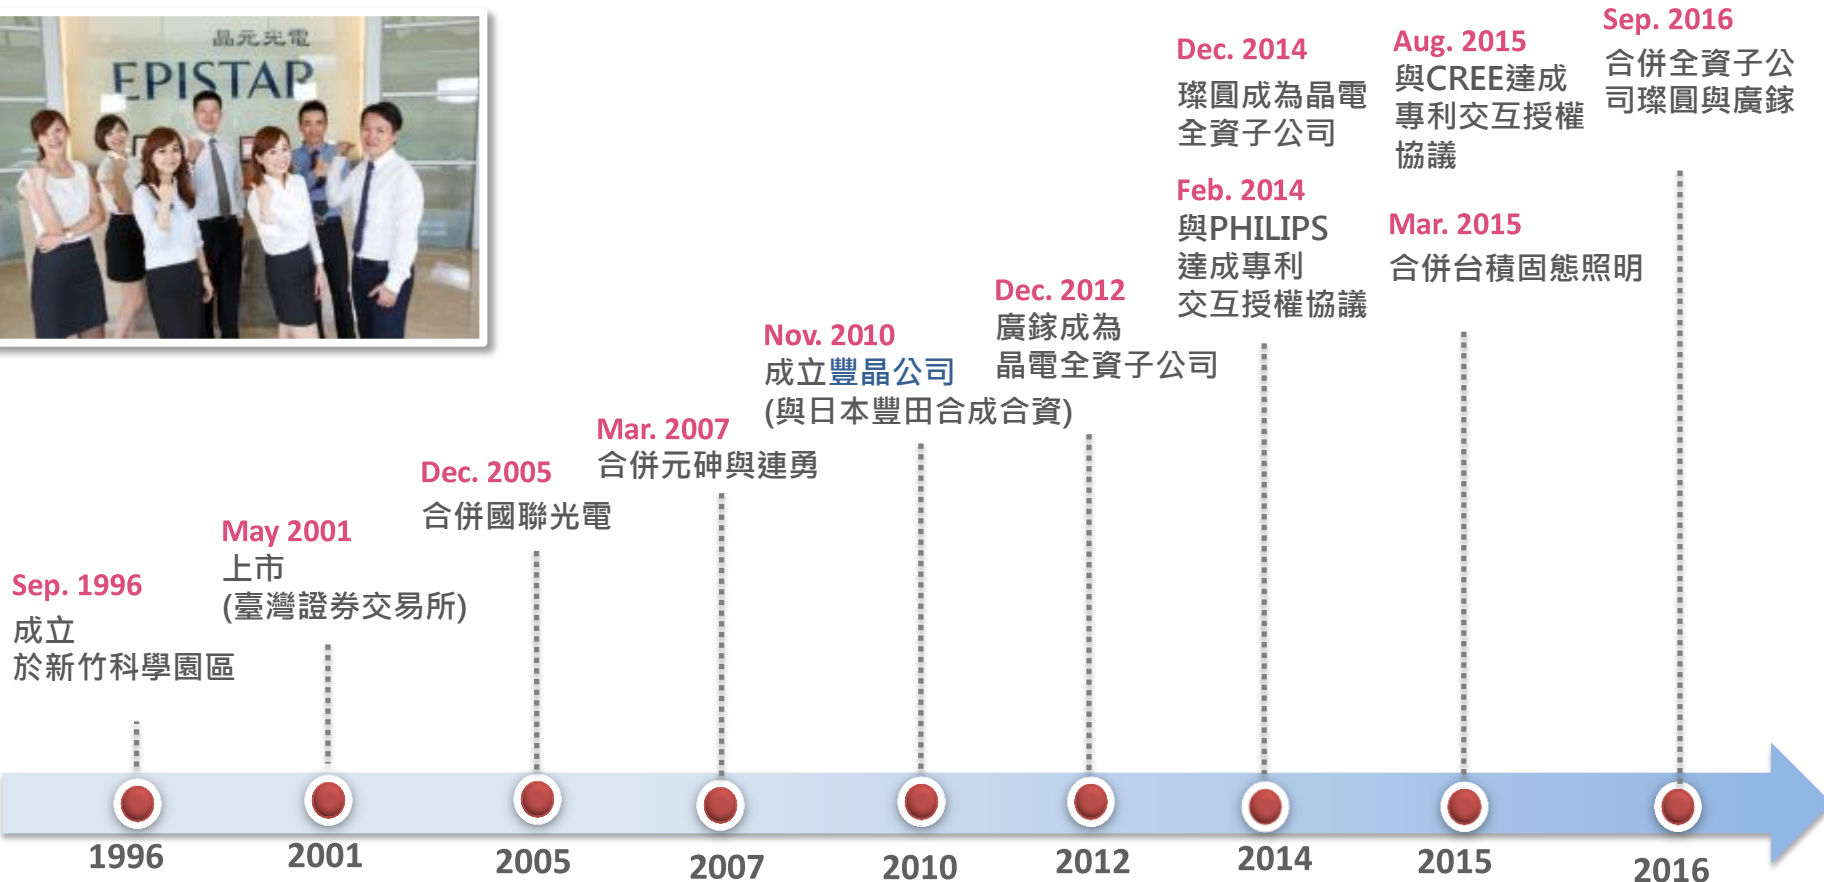 晶元光電
EPISTAR
Sep. 1996
成立
於新竹科學園區
May 2001
上市
(臺灣證券交易所)
Dec. 2005
合併國聯光電
Mar. 2007
合併元砷與連勇
Nov. 2010
成立豐晶公司
(與日本豐田合成合資)
Dec. 2012
廣鎵成為
晶電全資子公司
Dec. 2014
璨圓成為晶電
全資子公司
Feb. 2014
與PHILIPS
達成專利
交互授權協議
Aug. 2015
與CREE達成
專利交互授權
協議
Mar. 2015
合併台積固態照明
Sep. 2016
合併全資子公
司璨圓與廣鎵
1996
2001
2005
2007
2010
2012
2014
2015
2016